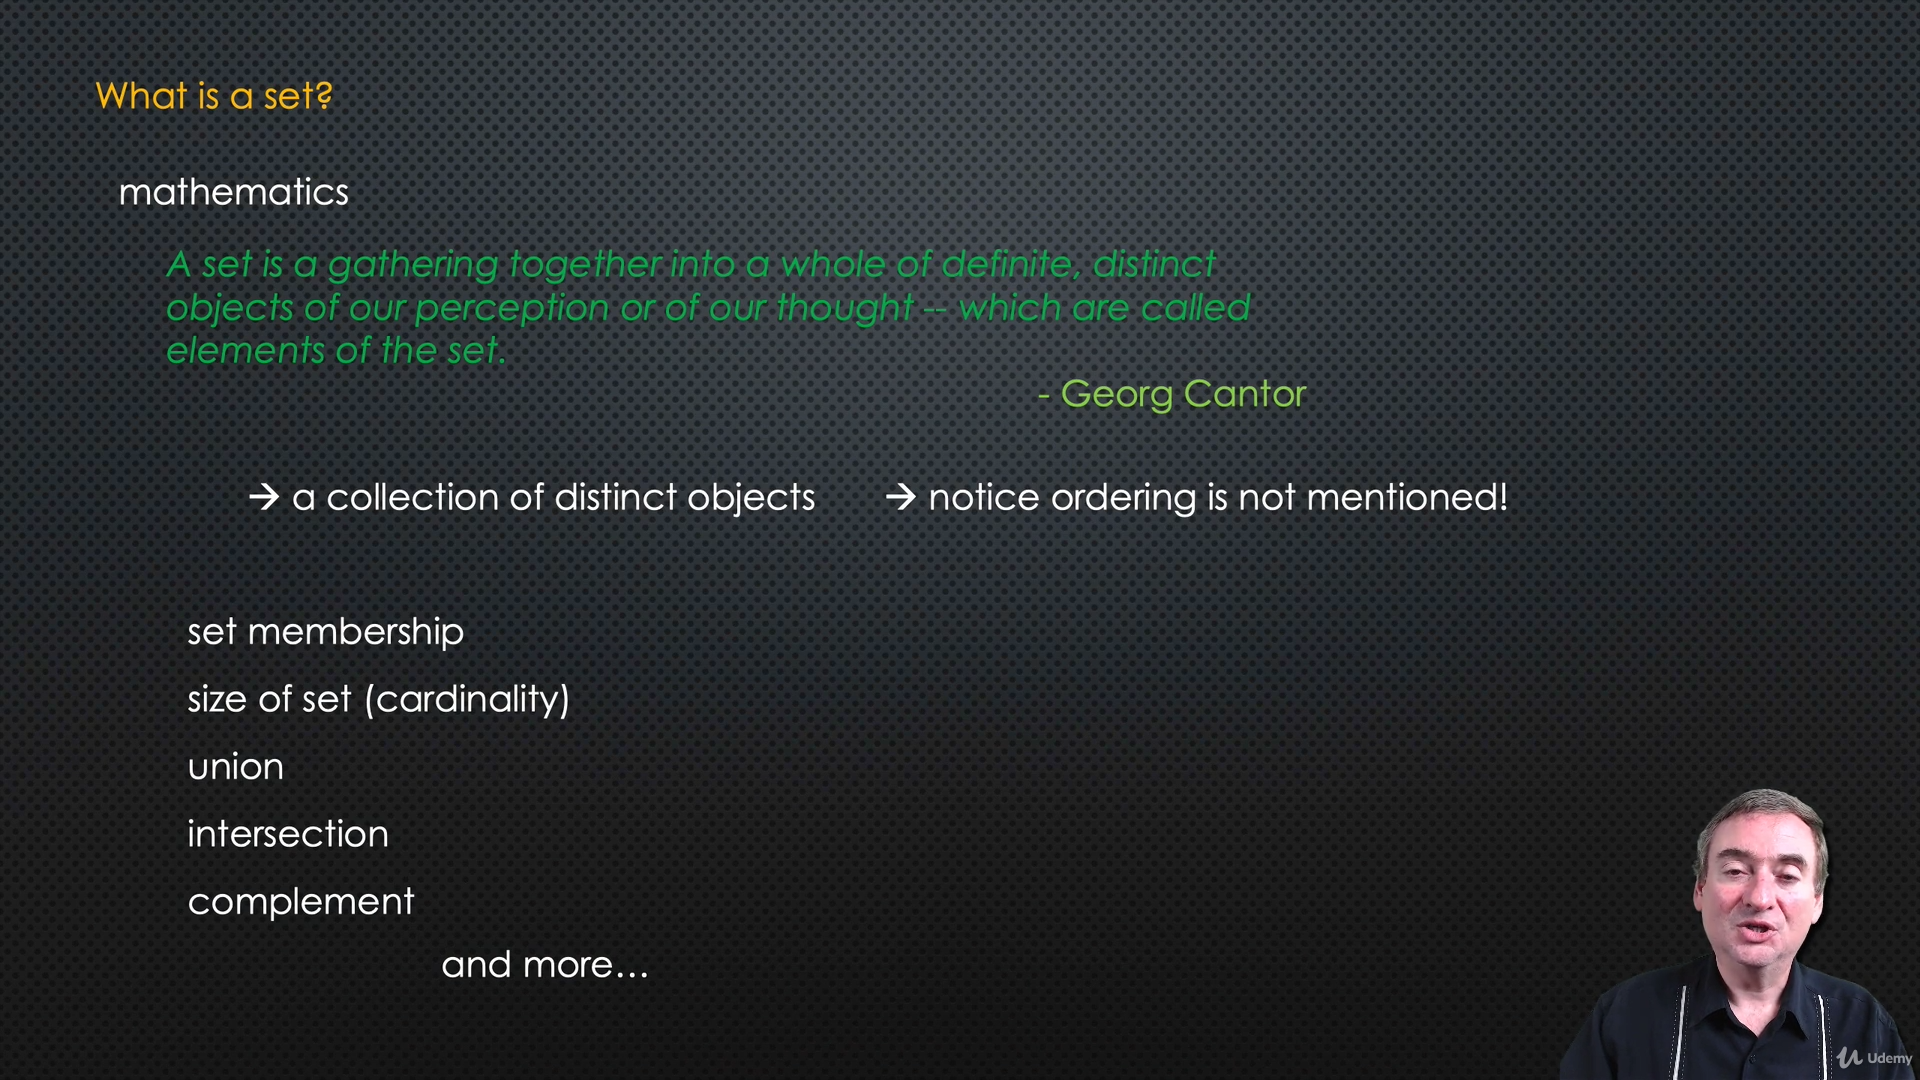 What is a set?
mathematics
A set is a gathering together into a whole of definite, distinct
objects of our perception or of our thought -- which are called
elements of the set.
- Georg Cantor
→ a collection of distinct objects → notice ordering is not mentioned!
set membership
size of set (cardinality)
union
intersection
complement
and more…
Udemy